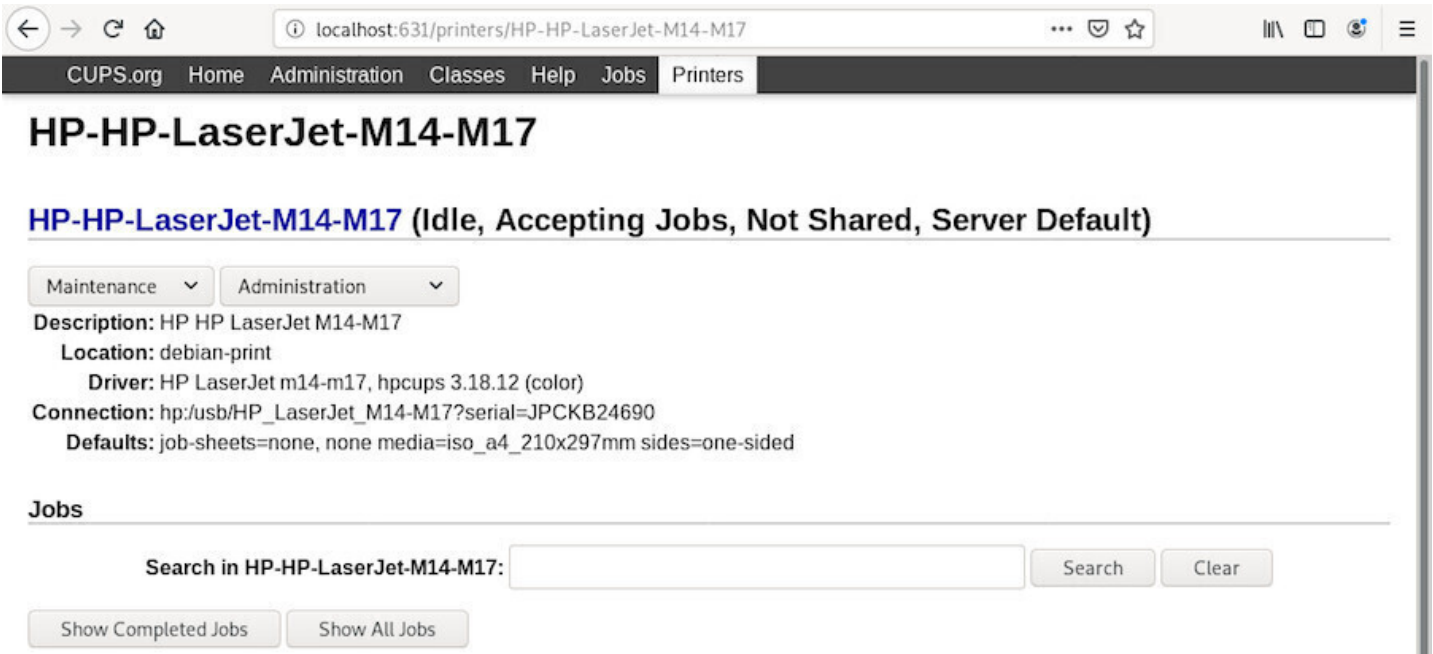 localhost:631/printers/HP-HP-LaserJet-M14-M17
CUPS.org Home Administration Classes Help Jobs Printers
HP-HP-LaserJet-M14-M17
HP-HP-LaserJet-M14-M17 (Idle, Accepting Jobs, Not Shared, Server Default)
Maintenance Administration
Description: HP HP LaserJet M14-M17
Location: debian-print
Driver: HP LaserJet m14-m17, hpcups 3.18.12 (color)
Connection: hp:/usb/HP_LaserJet_M14-M17?serial=JPCKB24690
Defaults: job-sheets=none, none media=iso_a4_210x297mm sides=one-sided
Jobs
Search in HP-HP-LaserJet-M14-M17: Search Clear
Show Completed Jobs Show All Jobs